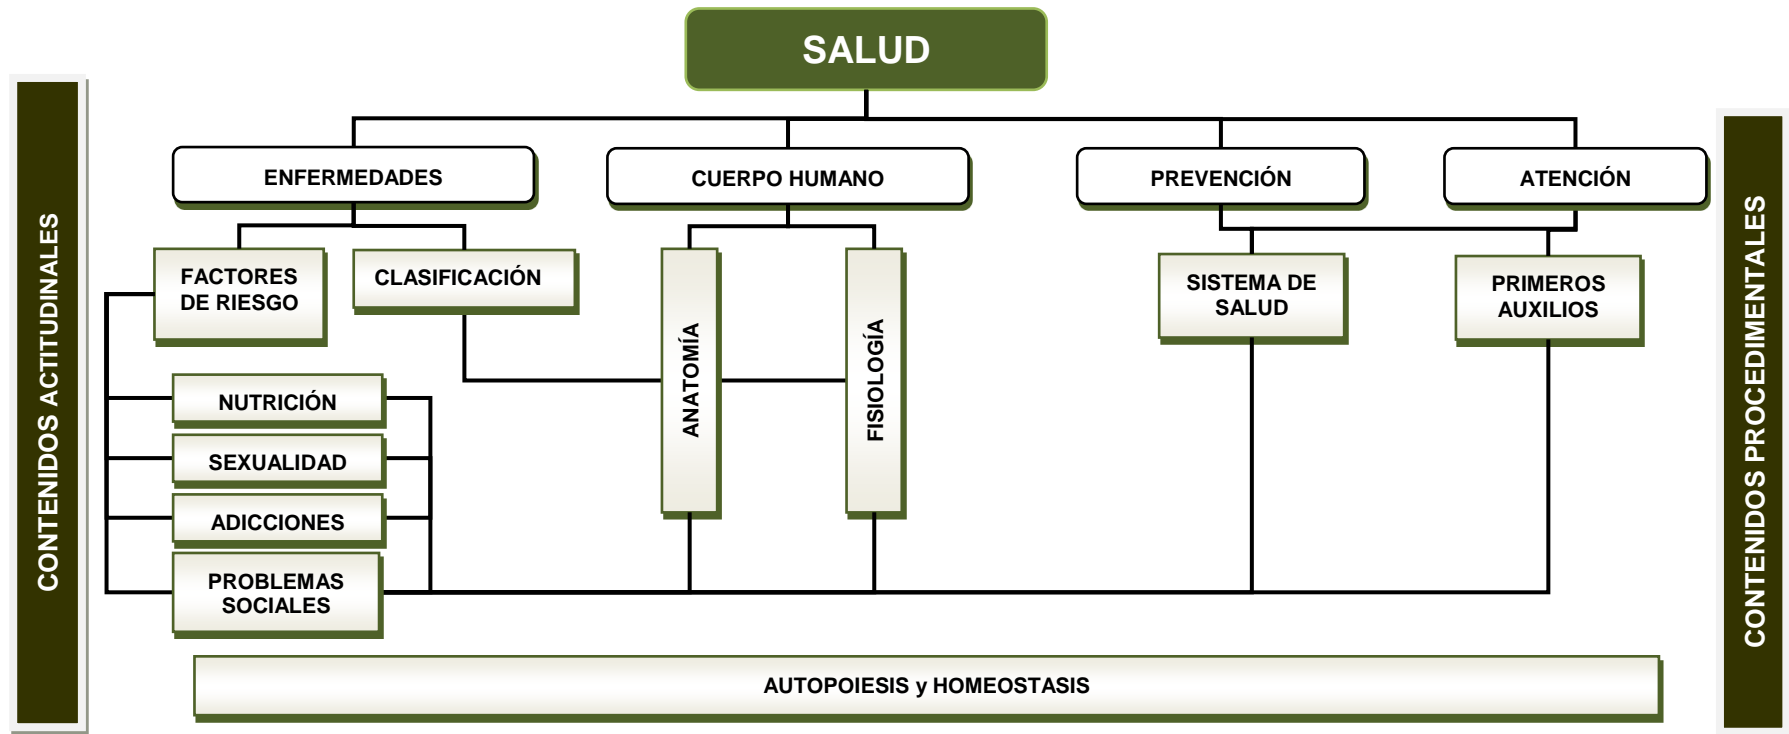 SALUD
CONTENIDOS ACTITUDINALES
ENFERMEDADES
CUERPO HUMANO
PREVENCIÓN
ATENCIÓN
FACTORES
DE RIESGO
CLASIFICACIÓN
ANATOMÍA
FISIOLOGÍA
SISTEMA DE
SALUD
PRIMEROS
AUXILIOS
NUTRICIÓN
SEXUALIDAD
ADICCIONES
PROBLEMAS
SOCIALES
AUTOPOIESIS y HOMEOSTASIS
CONTENIDOS PROCEDIMENTALES